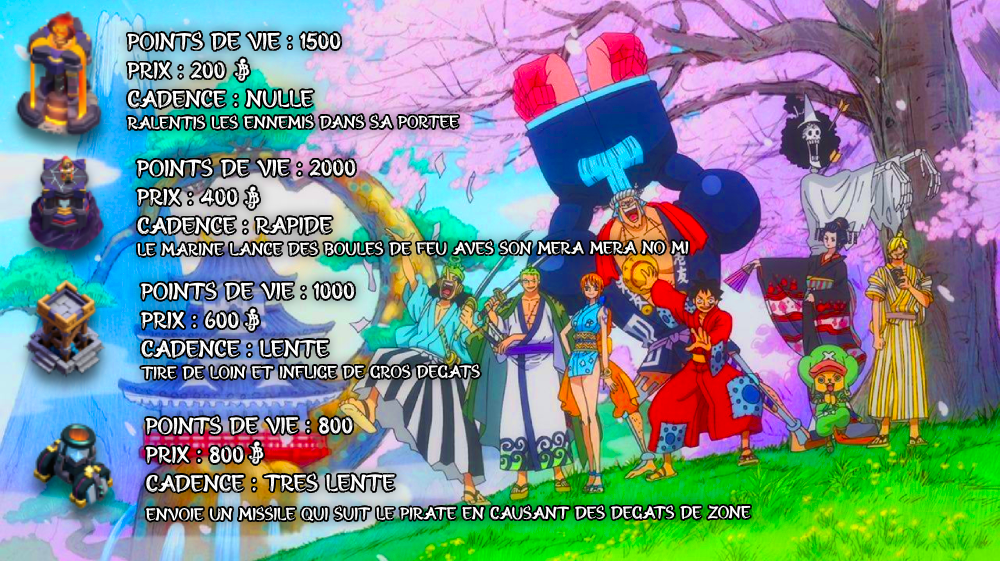 POINTS DE VIE : 1500
PRIX : 200 ฿
CADENCE : NULLE
RALENTIS LES ENNEMIS DANS SA PORTEE
POINTS DE VIE : 2000
PRIX : 400 ฿
CADENCE : RAPIDE
LE MARINE LANCE DES BOULES DE FEU AVES SON MERA MERA NO MI
POINTS DE VIE : 1000
PRIX : 600 ฿
CADENCE : LENTE
TIRE DE LOIN ET INFLIGE DE GROS DEGATS
POINTS DE VIE : 800
PRIX : 800 ฿
CADENCE : TRES LENTE
ENVOIE UN MISSILE QUI SUIT LE PIRATE EN CAUSANT DES DEGATS DE ZONE